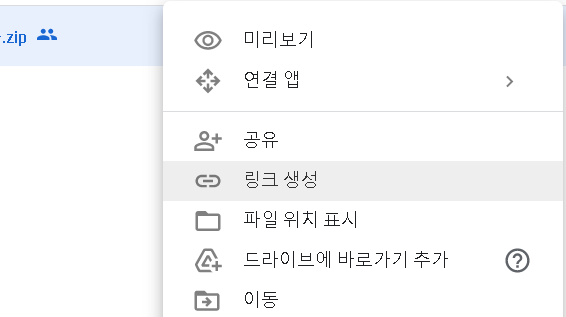 .zip
미리보기
연결 앱
공유
링크 생성
파일 위치 표시
드라이브에 바로가기 추가
이동